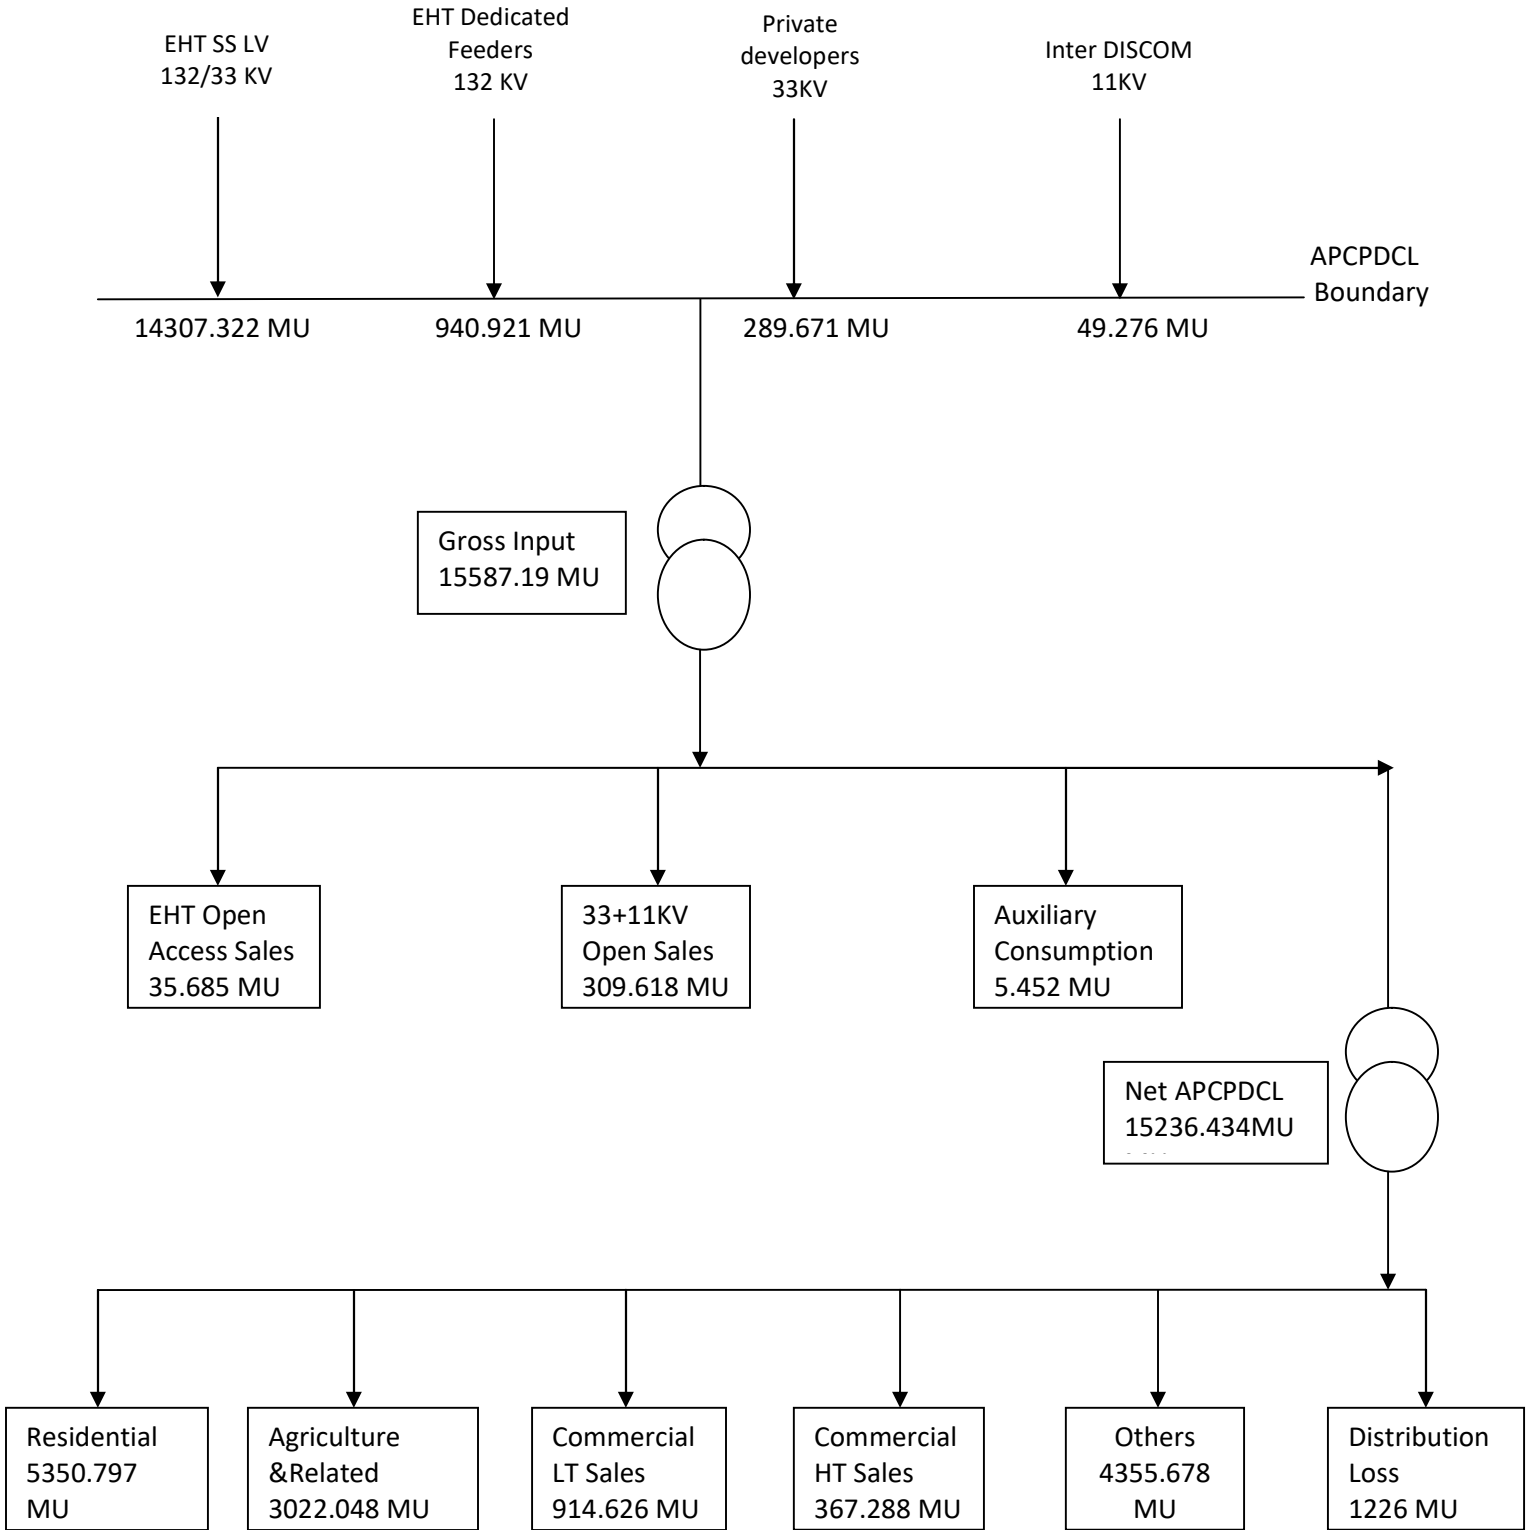 EHT SS LV
132/33 KV
EHT Dedicated
Feeders
132 KV
Private
developers
33KV
Inter DISCOM
11KV
APCPDCL
Boundary
14307.322 MU
940.921 MU
289.671 MU
49.276 MU
Gross Input
15587.19 MU
EHT Open
Access Sales
35.685 MU
33+11KV
Open Sales
309.618 MU
Auxiliary
Consumption
5.452 MU
Net APCPDCL
15236.434MU
Residential
5350.797
MU
Agriculture
&Related
3022.048 MU
Commercial
LT Sales
914.626 MU
Commercial
HT Sales
367.288 MU
Others
4355.678
MU
Distribution
Loss
1226 MU